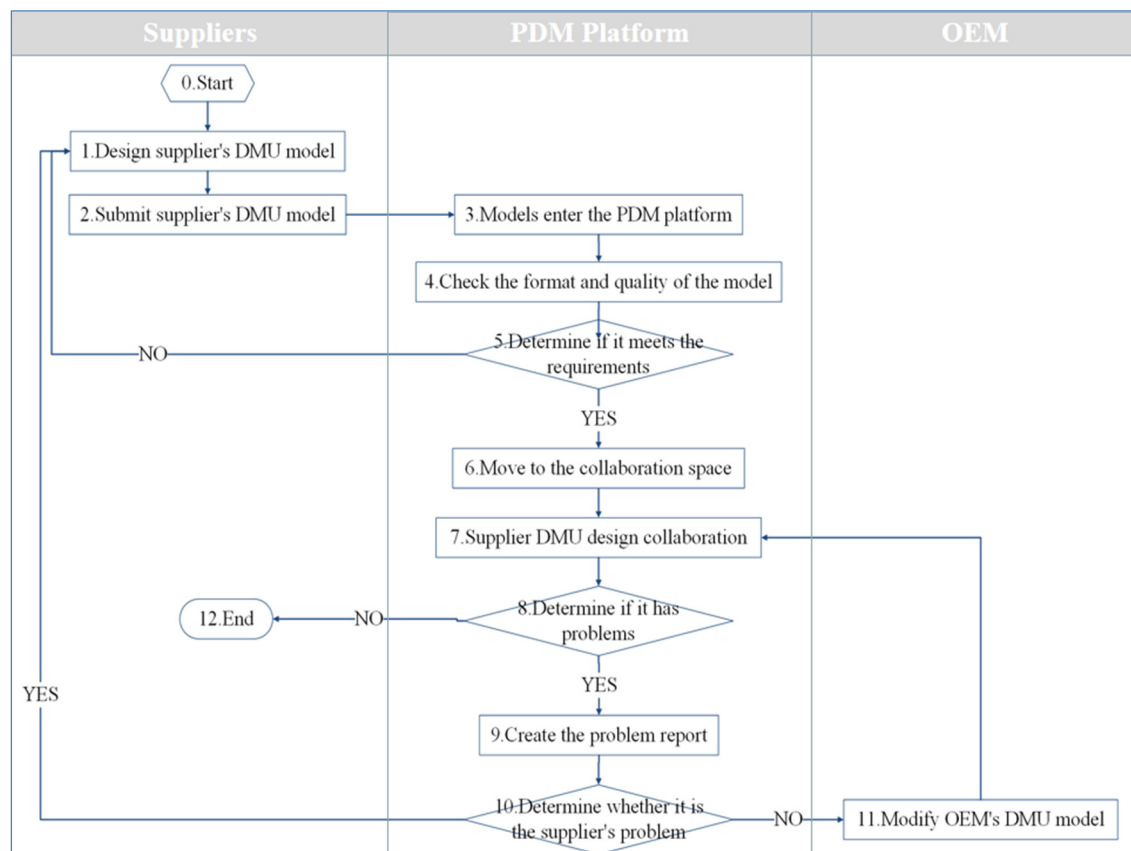 Suppliers
PDM Platform
OEM
0.Start
1.Design supplier's DMU model
2.Submit supplier's DMU model
3.Models enter the PDM platform
4.Check the format and quality of the model
5.Determine if it meets the
requirements
NO
YES
6.Move to the collaboration space
7.Supplier DMU design collaboration
8.Determine if it has
problems
NO
12.End
YES
YES
9.Create the problem report
10.Determine whether it is
the supplier's problem
NO
11.Modify OEM's DMU model